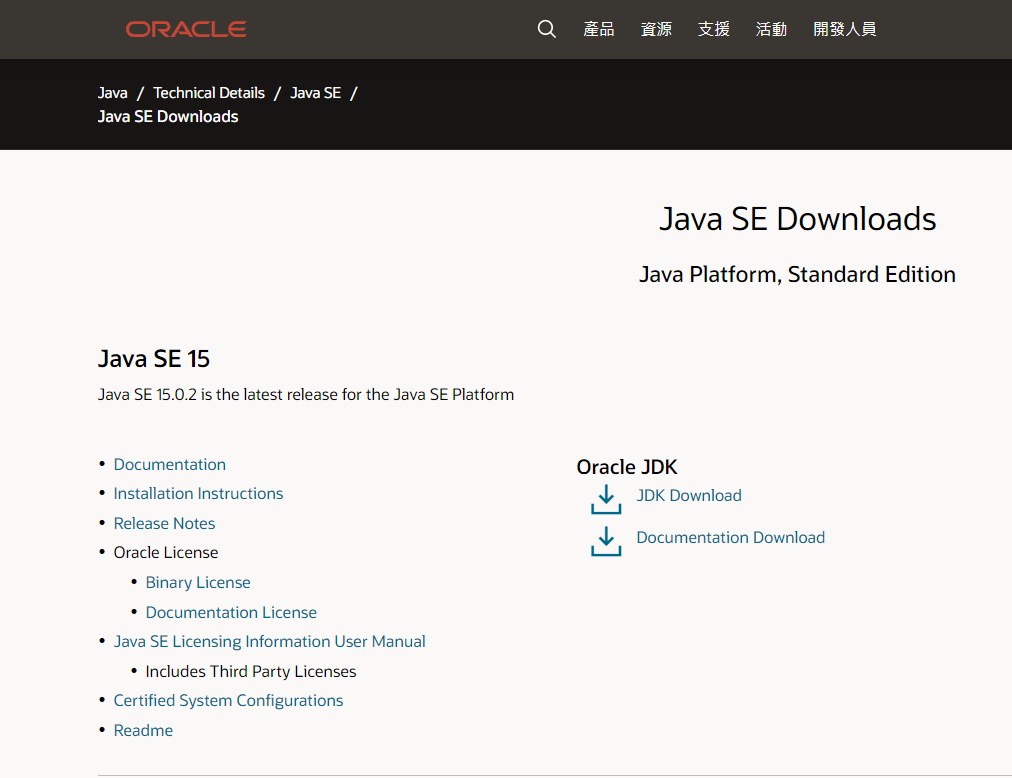 ORACLE
產品 資源 支援 活動 開發人員
Java / Technical Details / Java SE /
Java SE Downloads
Java SE Downloads
Java Platform, Standard Edition
Java SE 15
Java SE 15.0.2 is the latest release for the Java SE Platform
• Documentation
• Installation Instructions
• Release Notes
• Oracle License
• Binary License
• Documentation License
• Java SE Licensing Information User Manual
• Includes Third Party Licenses
• Certified System Configurations
• Readme
Oracle JDK
JDK Download
Documentation Download